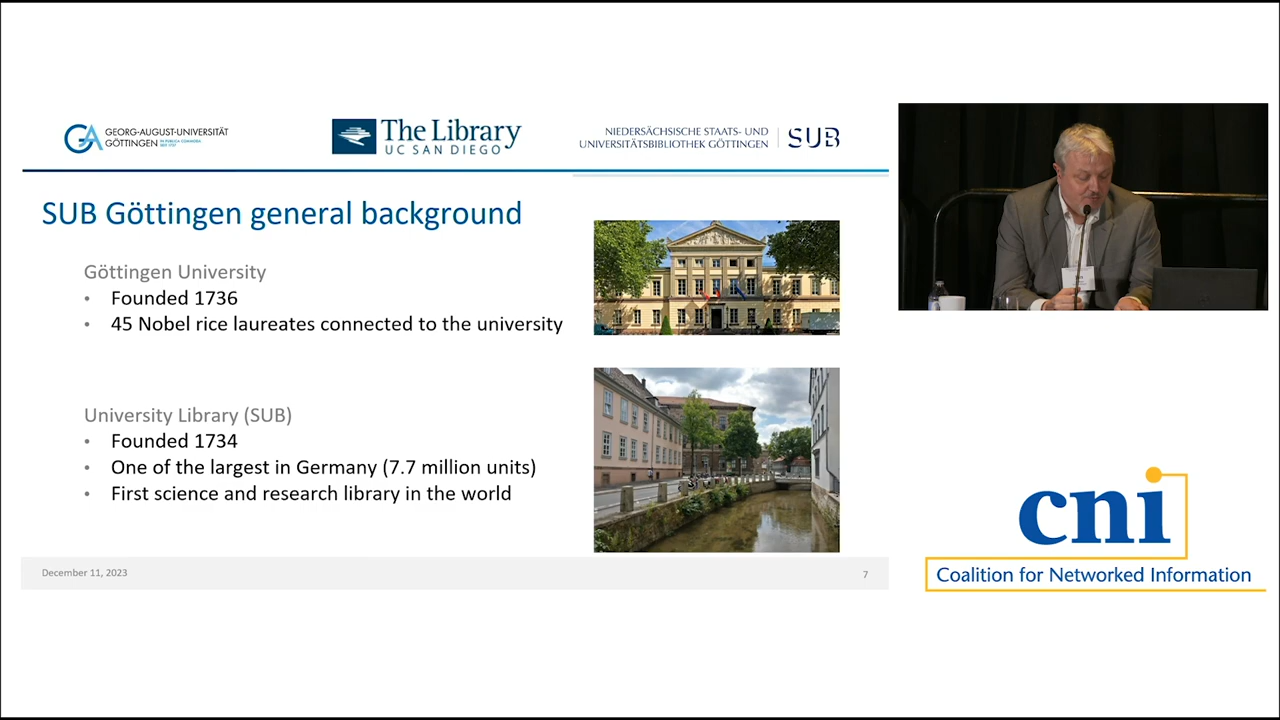 GEORG-AUGUST-UNIVERSITÄT
GÖTTINGEN
The Library
UC SAN DIEGO
NIEDERSÄCHSISCHE STAATS- UND
UNIVERSITÄTSBIBLIOTHEK GÖTTINGEN
SUB
SUB Göttingen general background
Göttingen University
• Founded 1736
• 45 Nobel rice laureates connected to the university
University Library (SUB)
• Founded 1734
• One of the largest in Germany (7.7 million units)
• First science and research library in the world
December 11, 2023
7
cni
Coalition for Networked Information